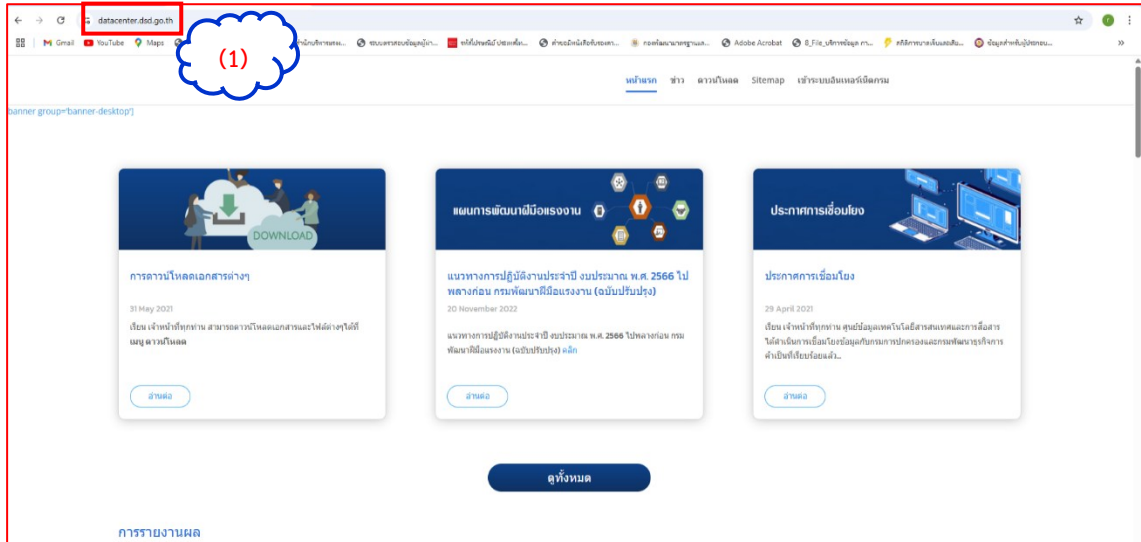 datacenter.dsd.go.th
Gmail YouTube Maps Adobe Acrobat
(1)
หน้าแรก ข่าว ดาวน์โหลด Sitemap เข้าระบบอินเทอร์เน็ตกรม
banner group='banner-desktop']
DOWNLOAD
แผนการพัฒนาฝีมือแรงงาน
ประกาศการเชื่อมโยง
การดาวน์โหลดเอกสารต่างๆ
31 May 2021
เรียน เจ้าหน้าที่ทุกท่าน สามารถดาวน์โหลดเอกสารและไฟล์ต่างๆได้ที่
เมนู ดาวน์โหลด
อ่านต่อ
แนวทางการปฏิบัติงานประจำปี งบประมาณ พ.ศ. 2566 ไป
พลางก่อน กรมพัฒนาฝีมือแรงงาน (ฉบับปรับปรุง)
20 November 2022
แนวทางการปฏิบัติงานประจำปี งบประมาณ พ.ศ. 2566 ไปพลางก่อน กรม
พัฒนาฝีมือแรงงาน (ฉบับปรับปรุง) คลิก
อ่านต่อ
ประกาศการเชื่อมโยง
29 April 2021
เรียน เจ้าหน้าที่ทุกท่าน ศูนย์ข้อมูลเทคโนโลยีสารสนเทศและการสื่อสาร
ได้ดำเนินการเชื่อมโยงข้อมูลกับกรมการปกครองและกรมพัฒนาธุรกิจการ
ค้าเป็นที่เรียบร้อยแล้ว...
อ่านต่อ
ดูทั้งหมด
การรายงานผล